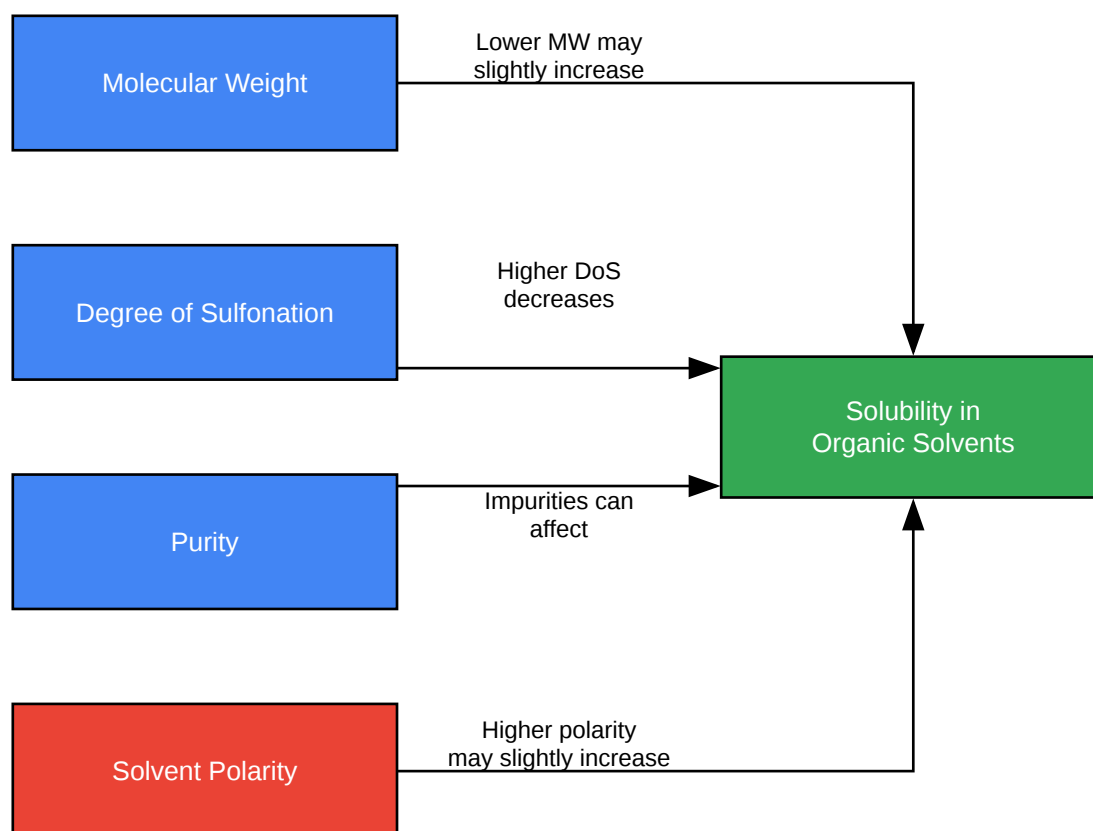 Lower MW may
slightly increase
Molecular Weight
Higher DoS
decreases
Degree of Sulfonation
Solubility in
Organic Solvents
Impurities can
affect
Purity
Higher polarity
may slightly increase
Solvent Polarity